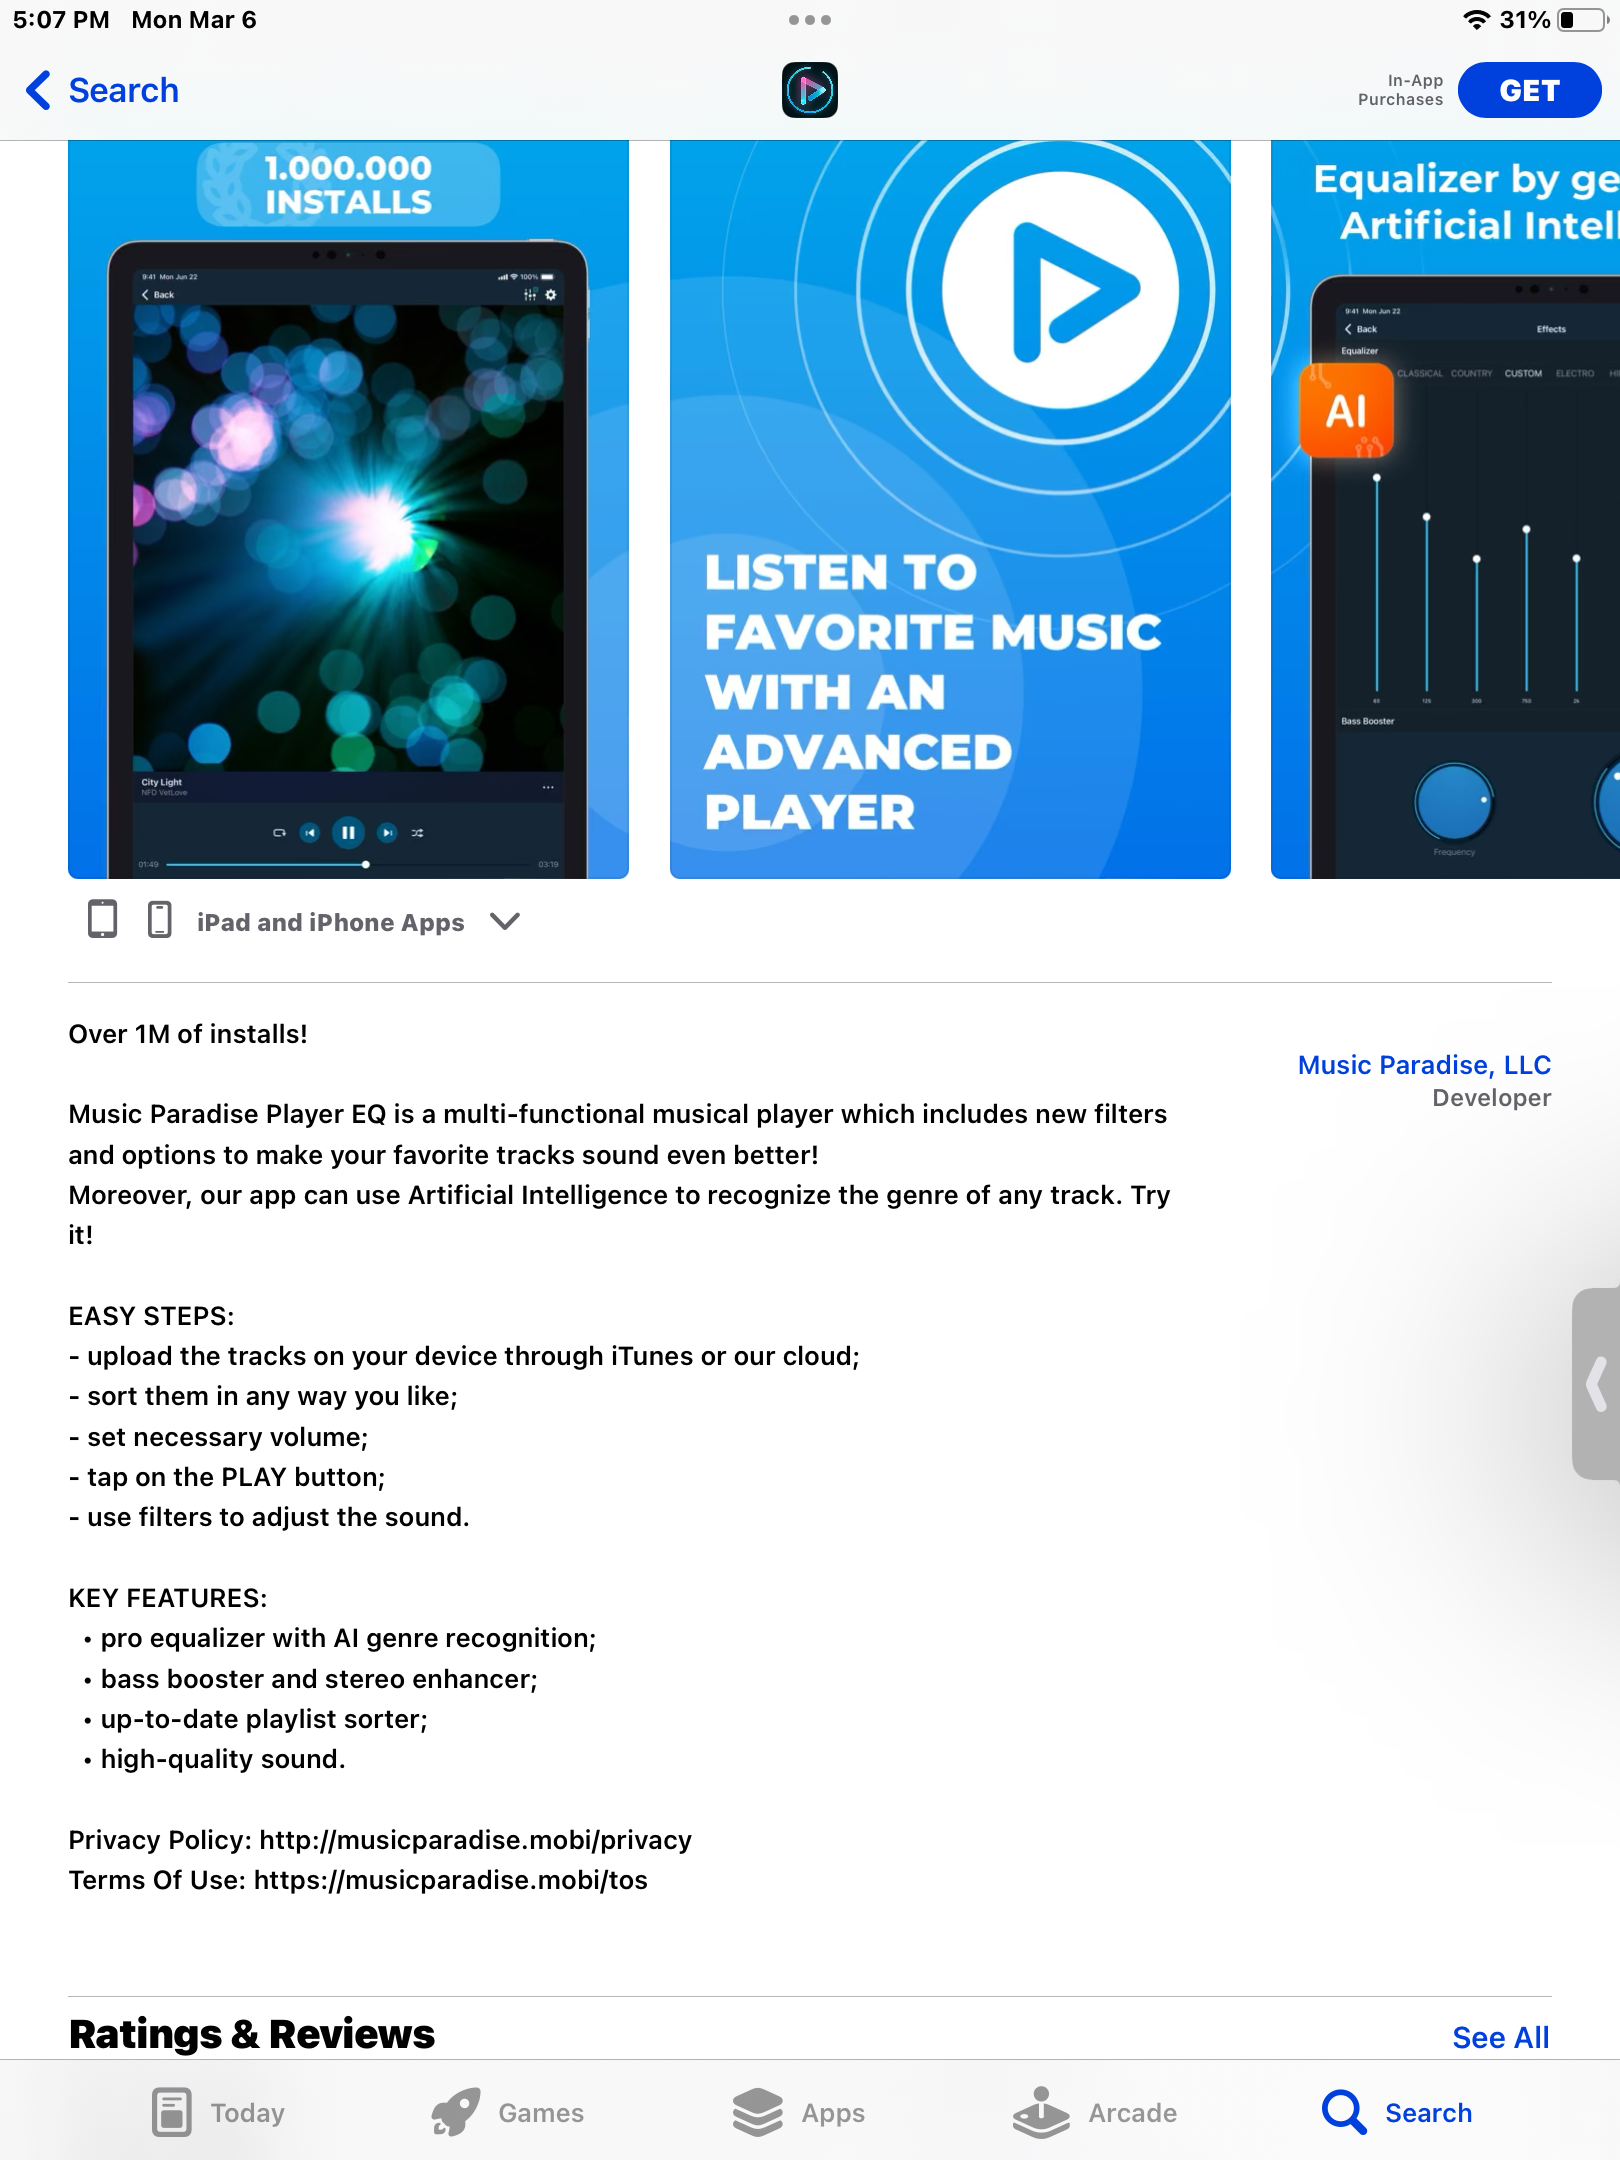 5:07 PM Mon Mar 6
31%
Search
In-App
Purchases
GET
1.000.000
INSTALLS
9:41 Mon Jun 22
100%
Back
City Light
NFD VetLove
01:49
03:19
LISTEN TO
FAVORITE MUSIC
WITH AN
ADVANCED
PLAYER
Equalizer by ge
Artificial Intell
9:41 Mon Jun 22
Back
Effects
Equalizer
CLASSICAL COUNTRY CUSTOM ELECTRO HI
AI
Bass Booster
Frequency
iPad and iPhone Apps
Over 1M of installs!
Music Paradise, LLC
Developer
Music Paradise Player EQ is a multi-functional musical player which includes new filters
and options to make your favorite tracks sound even better!
Moreover, our app can use Artificial Intelligence to recognize the genre of any track. Try
it!
EASY STEPS:
- upload the tracks on your device through iTunes or our cloud;
- sort them in any way you like;
- set necessary volume;
- tap on the PLAY button;
- use filters to adjust the sound.
KEY FEATURES:
• pro equalizer with AI genre recognition;
• bass booster and stereo enhancer;
• up-to-date playlist sorter;
• high-quality sound.
Privacy Policy: http://musicparadise.mobi/privacy
Terms Of Use: https://musicparadise.mobi/tos
Ratings & Reviews
See All
Today
Games
Apps
Arcade
Search